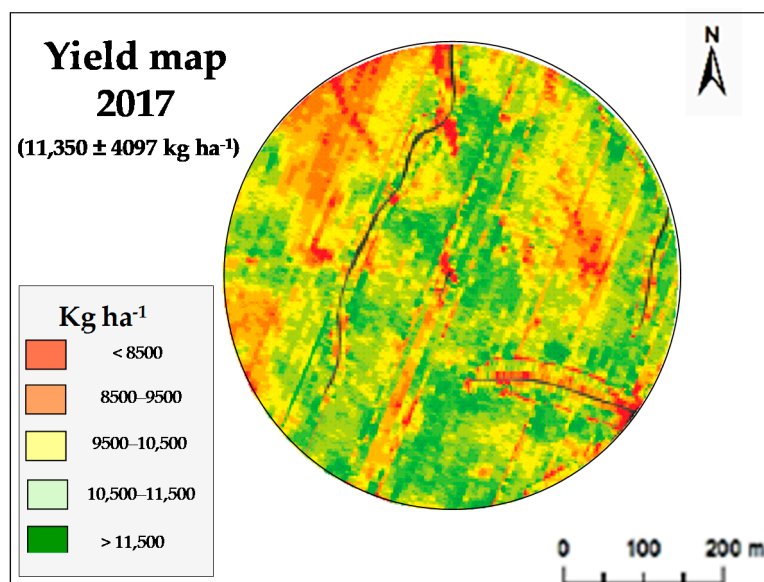 Yield map
2017
(11,350 ± 4097 kg ha⁻¹)
N
Kg ha⁻¹
< 8500
8500–9500
9500–10,500
10,500–11,500
> 11,500
0 100 200 m